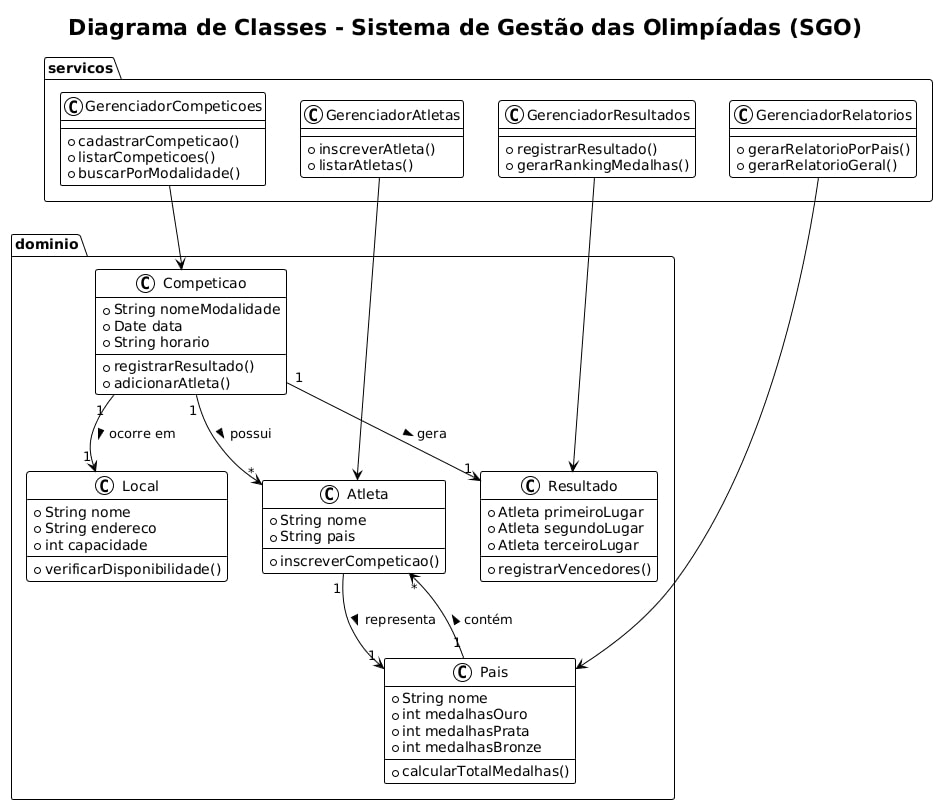 Diagrama de Classes - Sistema de Gestão das Olimpíadas (SGO)
servicos
C GerenciadorCompeticoes
cadastrarCompeticao()
listarCompeticoes()
buscarPorModalidade()
C GerenciadorAtletas
inscreverAtleta()
listarAtletas()
C GerenciadorResultados
registrarResultado()
gerarRankingMedalhas()
C GerenciadorRelatorios
gerarRelatorioPorPais()
gerarRelatorioGeral()
dominio
C Competicao
String nomeModalidade
Date data
String horario
registrarResultado()
adicionarAtleta()
1
ocorre em
1
1
possui
*
1
gera
1
C Local
String nome
String endereco
int capacidade
verificarDisponibilidade()
C Atleta
String nome
String pais
inscreverCompeticao()
C Resultado
Atleta primeiroLugar
Atleta segundoLugar
Atleta terceiroLugar
registrarVencedores()
1
representa
1
*
contém
1
C Pais
String nome
int medalhasOuro
int medalhasPrata
int medalhasBronze
calcularTotalMedalhas()